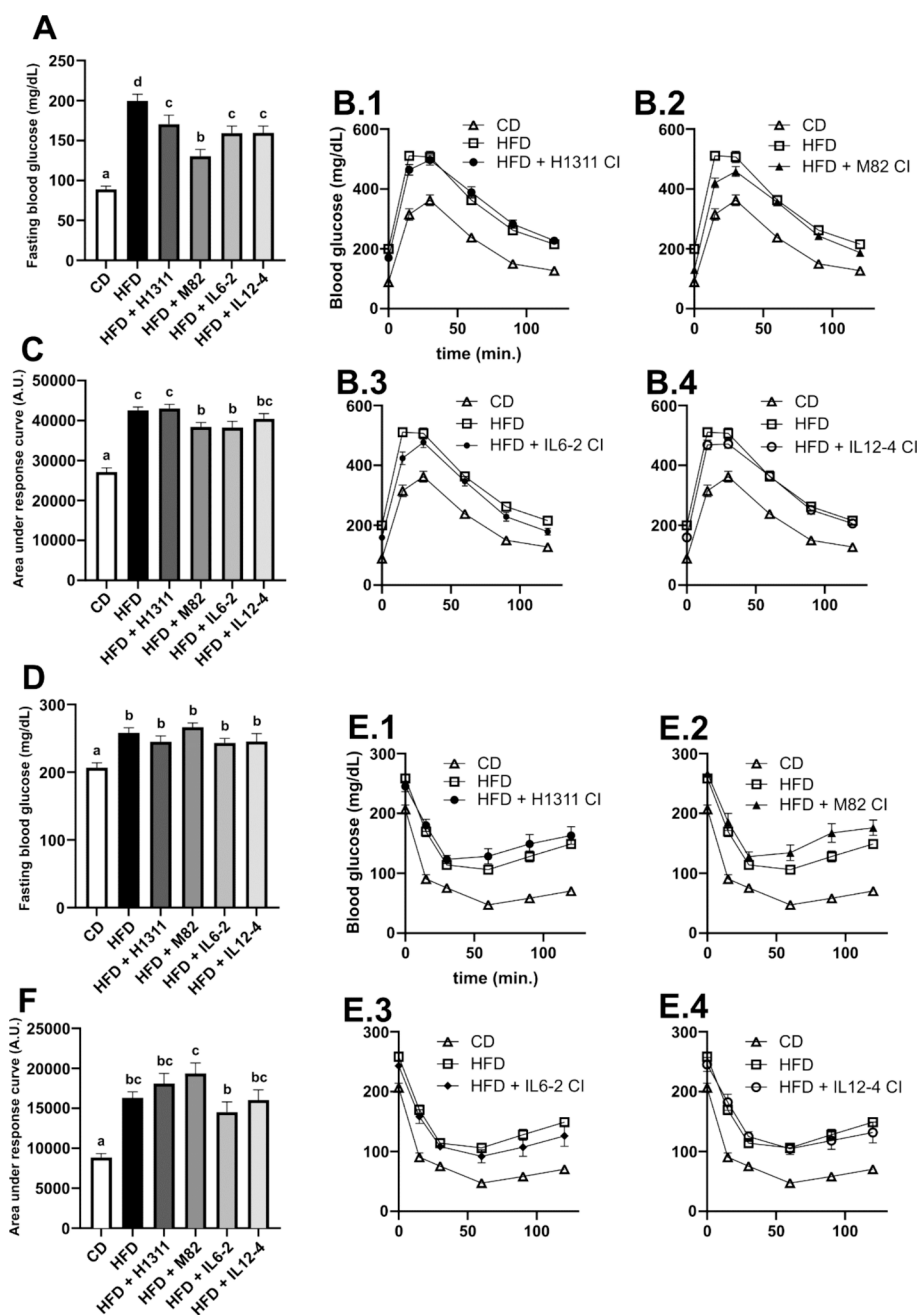 A
Fasting blood glucose (mg/dL)
250
200
150
100
50
0
a
d
c
b
c
c
CD
HFD
HFD + H1311
HFD + M82
HFD + IL6-2
HFD + IL12-4
B.1
Blood glucose (mg/dL)
600
400
200
0
CD
HFD
HFD + H1311 CI
0
50
100
time (min.)
B.2
600
400
200
0
CD
HFD
HFD + M82 CI
0
50
100
C
Area under response curve (A.U.)
50000
40000
30000
20000
10000
0
a
c
c
b
b
bc
CD
HFD
HFD + H1311
HFD + M82
HFD + IL6-2
HFD + IL12-4
B.3
600
400
200
0
CD
HFD
HFD + IL6-2 CI
0
50
100
B.4
600
400
200
0
CD
HFD
HFD + IL12-4 CI
0
50
100
D
Fasting blood glucose (mg/dL)
300
200
100
0
a
b
b
b
b
b
CD
HFD
HFD + H1311
HFD + M82
HFD + IL6-2
HFD + IL12-4
E.1
Blood glucose (mg/dL)
300
200
100
0
CD
HFD
HFD + H1311 CI
0
50
100
time (min.)
E.2
300
200
100
0
CD
HFD
HFD + M82 CI
0
50
100
F
Area under response curve (A.U.)
25000
20000
15000
10000
5000
0
a
bc
bc
c
b
bc
CD
HFD
HFD + H1311
HFD + M82
HFD + IL6-2
HFD + IL12-4
E.3
300
200
100
0
CD
HFD
HFD + IL6-2 CI
0
50
100
E.4
300
200
100
0
CD
HFD
HFD + IL12-4 CI
0
50
100